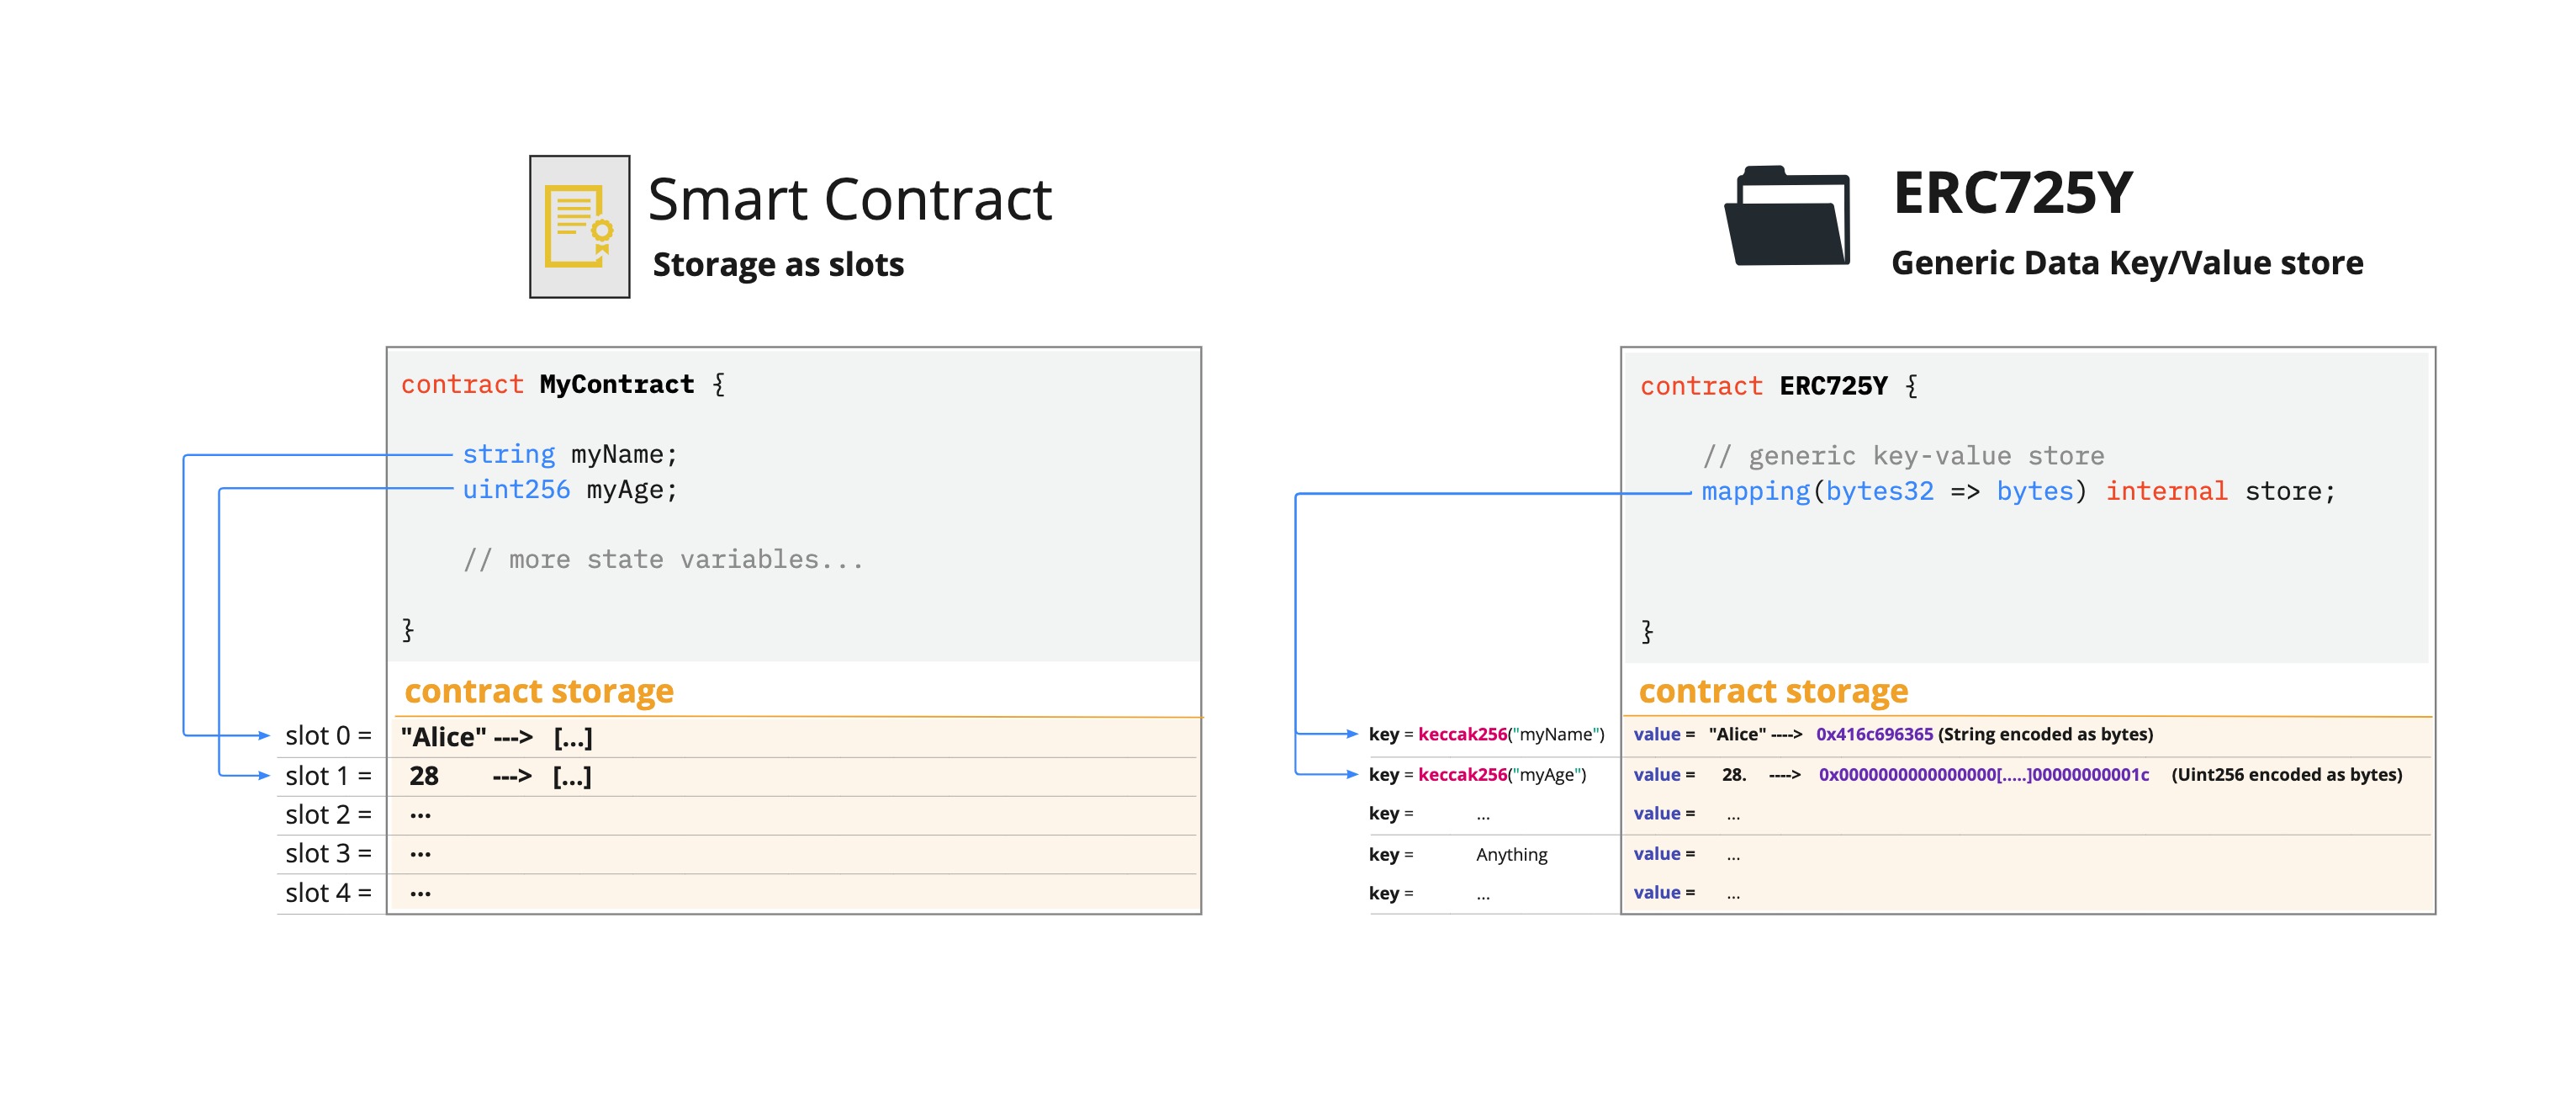 Smart Contract
Storage as slots
contract MyContract {
string myName;
uint256 myAge;
// more state variables...
}
contract storage
slot 0 = "Alice" ---> [...]
slot 1 = 28 ---> [...]
slot 2 = ...
slot 3 = ...
slot 4 = ...
ERC725Y
Generic Data Key/Value store
contract ERC725Y {
// generic key-value store
mapping(bytes32 => bytes) internal store;
}
contract storage
key = keccak256("myName") value = "Alice" ----> 0x416c696365 (String encoded as bytes)
key = keccak256("myAge") value = 28. ----> 0x0000000000000000[.....]00000000001c (Uint256 encoded as bytes)
key = ... value = ...
key = Anything value = ...
key = ... value = ...